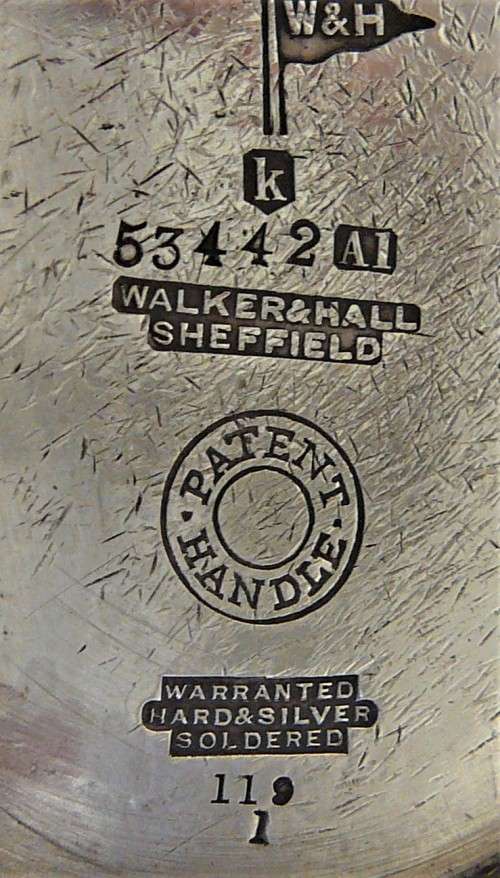 W&H
k
53442 A1
WALKER&HALL
SHEFFIELD
PATENT
HANDLE
WARRANTED
HARD&SILVER
SOLDERED
119
1